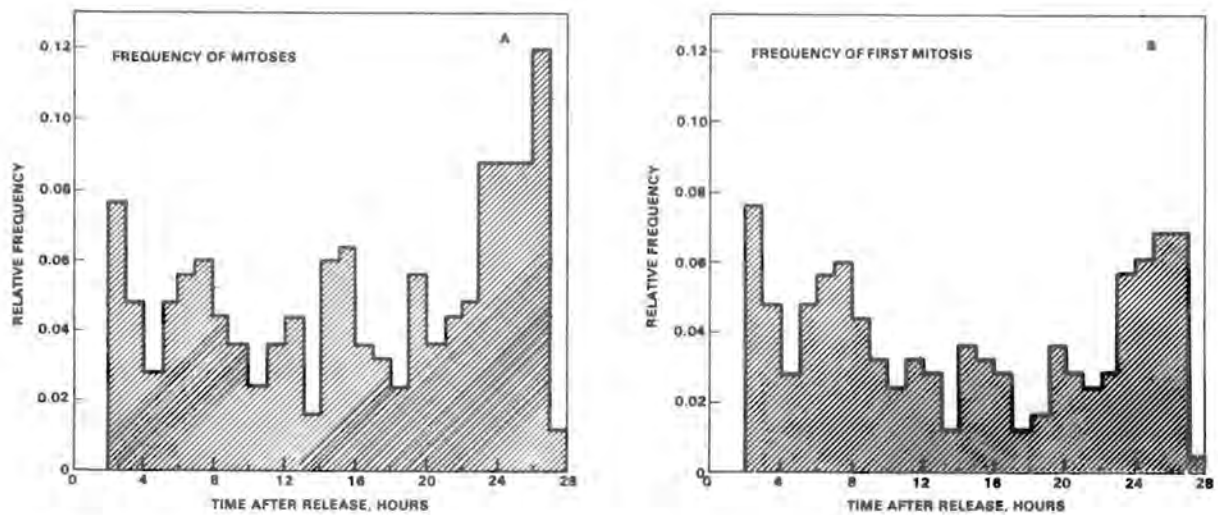 A
FREQUENCY OF MITOSES
0.12
0.10
0.08
0.06
0.04
0.02
0
RELATIVE FREQUENCY
0 4 8 12 16 20 24 28
TIME AFTER RELEASE, HOURS
B
FREQUENCY OF FIRST MITOSIS
0.12
0.10
0.08
0.06
0.04
0.02
0
RELATIVE FREQUENCY
0 4 8 12 16 20 24 28
TIME AFTER RELEASE, HOURS